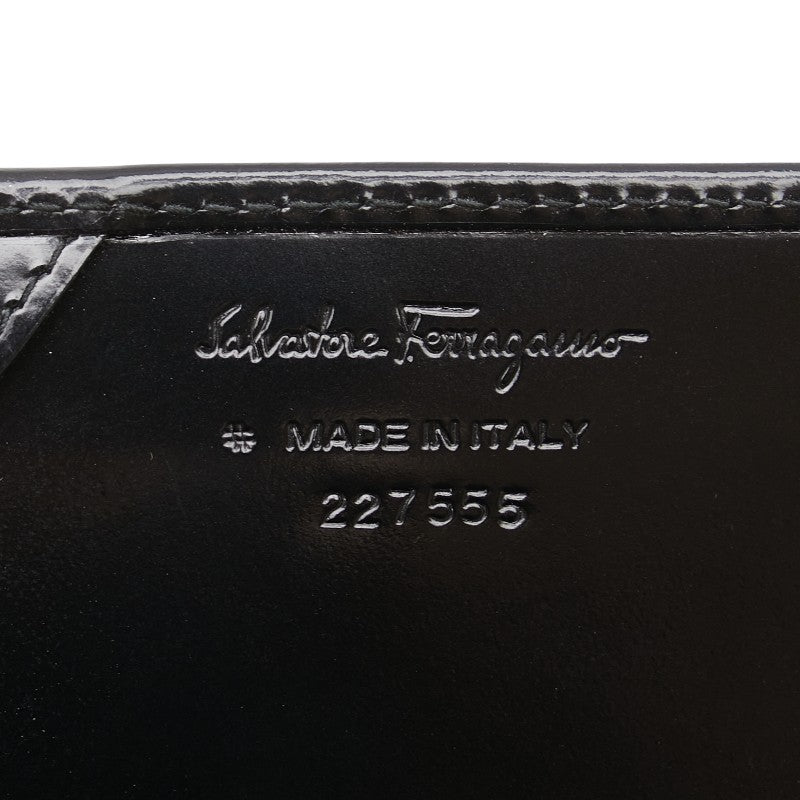 Salvatore Ferragamo
# MADE IN ITALY
227555